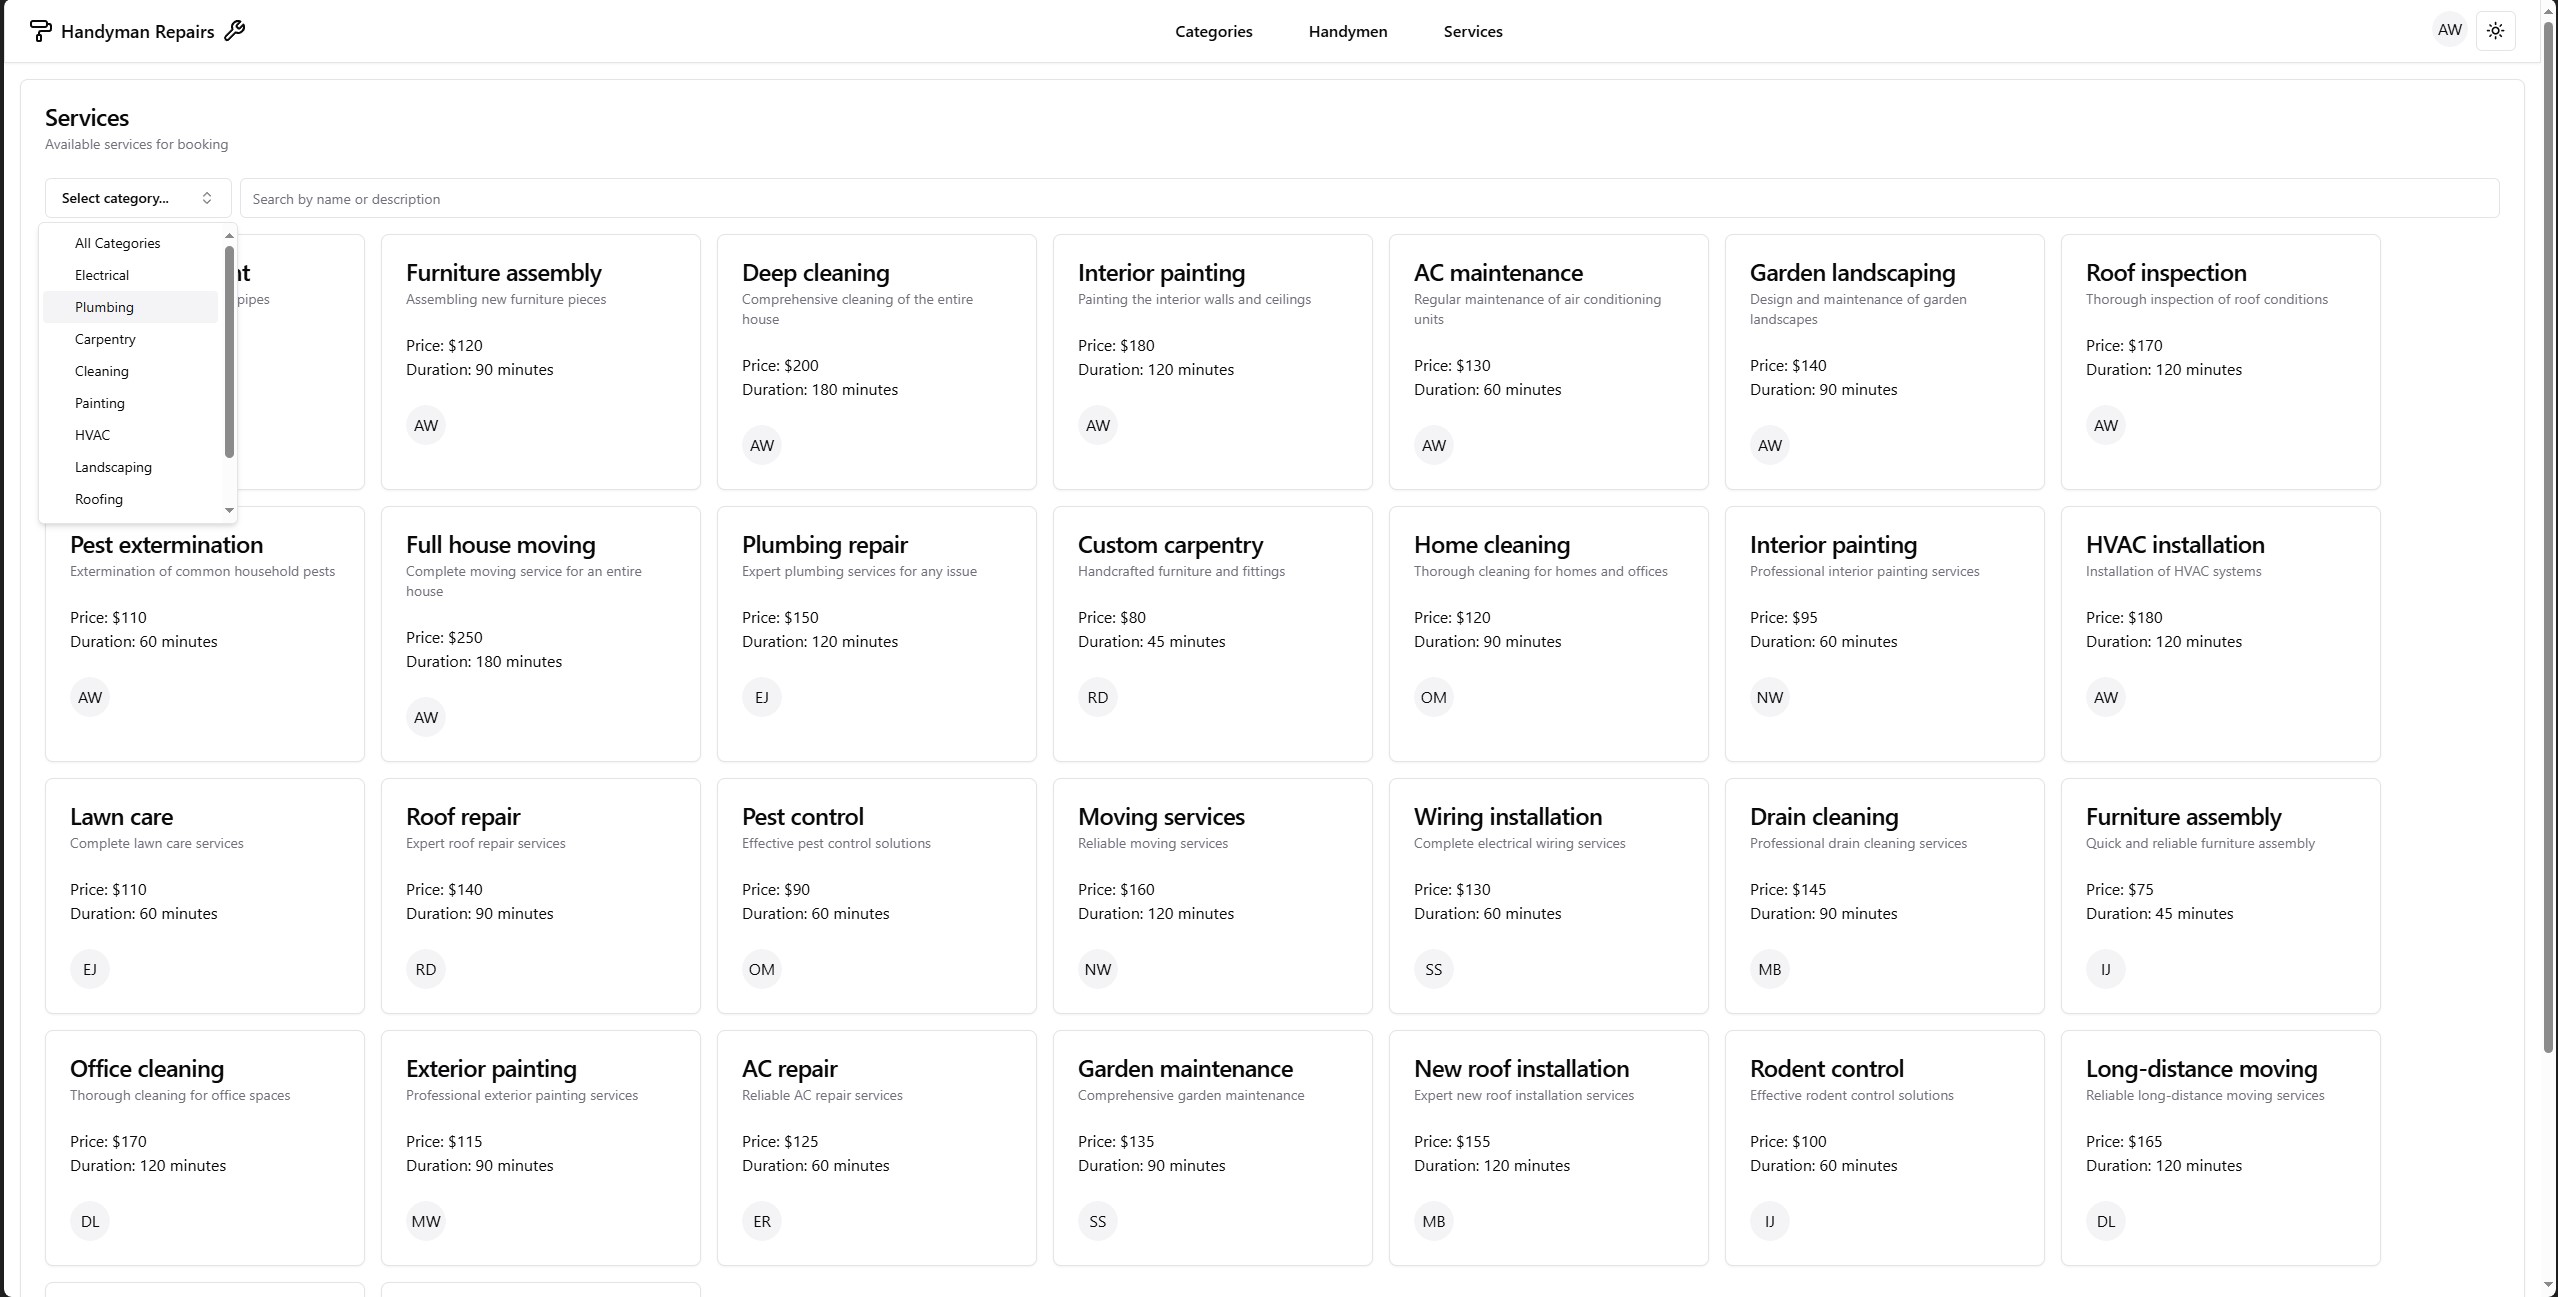 Handyman Repairs
Categories
Handymen
Services
AW
Services
Available services for booking
Select category...
Search by name or description
All Categories
Electrical
Plumbing
Carpentry
Cleaning
Painting
HVAC
Landscaping
Roofing
pipes
Furniture assembly
Assembling new furniture pieces
Price: $120
Duration: 90 minutes
AW
Deep cleaning
Comprehensive cleaning of the entire
house
Price: $200
Duration: 180 minutes
AW
Interior painting
Painting the interior walls and ceilings
Price: $180
Duration: 120 minutes
AW
AC maintenance
Regular maintenance of air conditioning
units
Price: $130
Duration: 60 minutes
AW
Garden landscaping
Design and maintenance of garden
landscapes
Price: $140
Duration: 90 minutes
AW
Roof inspection
Thorough inspection of roof conditions
Price: $170
Duration: 120 minutes
AW
Pest extermination
Extermination of common household pests
Price: $110
Duration: 60 minutes
AW
Full house moving
Complete moving service for an entire
house
Price: $250
Duration: 180 minutes
AW
Plumbing repair
Expert plumbing services for any issue
Price: $150
Duration: 120 minutes
EJ
Custom carpentry
Handcrafted furniture and fittings
Price: $80
Duration: 45 minutes
RD
Home cleaning
Thorough cleaning for homes and offices
Price: $120
Duration: 90 minutes
OM
Interior painting
Professional interior painting services
Price: $95
Duration: 60 minutes
NW
HVAC installation
Installation of HVAC systems
Price: $180
Duration: 120 minutes
AW
Lawn care
Complete lawn care services
Price: $110
Duration: 60 minutes
EJ
Roof repair
Expert roof repair services
Price: $140
Duration: 90 minutes
RD
Pest control
Effective pest control solutions
Price: $90
Duration: 60 minutes
OM
Moving services
Reliable moving services
Price: $160
Duration: 120 minutes
NW
Wiring installation
Complete electrical wiring services
Price: $130
Duration: 60 minutes
SS
Drain cleaning
Professional drain cleaning services
Price: $145
Duration: 90 minutes
MB
Furniture assembly
Quick and reliable furniture assembly
Price: $75
Duration: 45 minutes
IJ
Office cleaning
Thorough cleaning for office spaces
Price: $170
Duration: 120 minutes
DL
Exterior painting
Professional exterior painting services
Price: $115
Duration: 90 minutes
MW
AC repair
Reliable AC repair services
Price: $125
Duration: 60 minutes
ER
Garden maintenance
Comprehensive garden maintenance
Price: $135
Duration: 90 minutes
SS
New roof installation
Expert new roof installation services
Price: $155
Duration: 120 minutes
MB
Rodent control
Effective rodent control solutions
Price: $100
Duration: 60 minutes
IJ
Long-distance moving
Reliable long-distance moving services
Price: $165
Duration: 120 minutes
DL